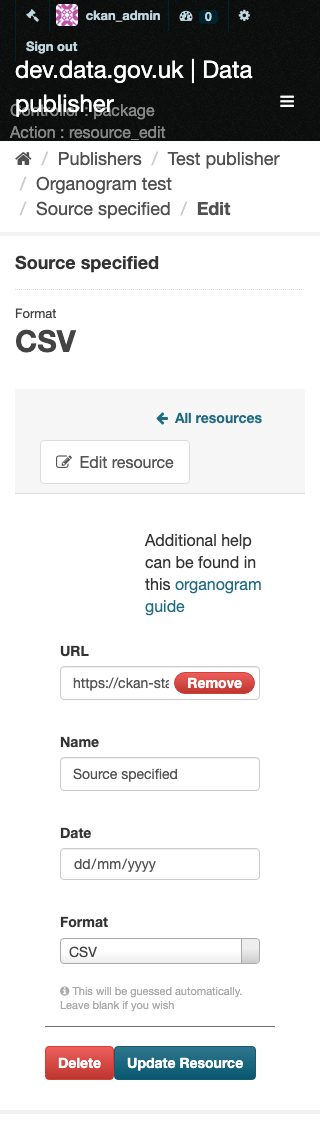 ckan_admin 0
Sign out
dev.data.gov.uk | Data
publisher
Controller : package
Action : resource_edit
/ Publishers / Test publisher
/ Organogram test
/ Source specified / Edit
Source specified
Format
CSV
All resources
Edit resource
Additional help
can be found in
this organogram
guide
URL
https://ckan-sta Remove
Name
Source specified
Date
dd/mm/yyyy
Format
CSV
This will be guessed automatically.
Leave blank if you wish
Delete Update Resource